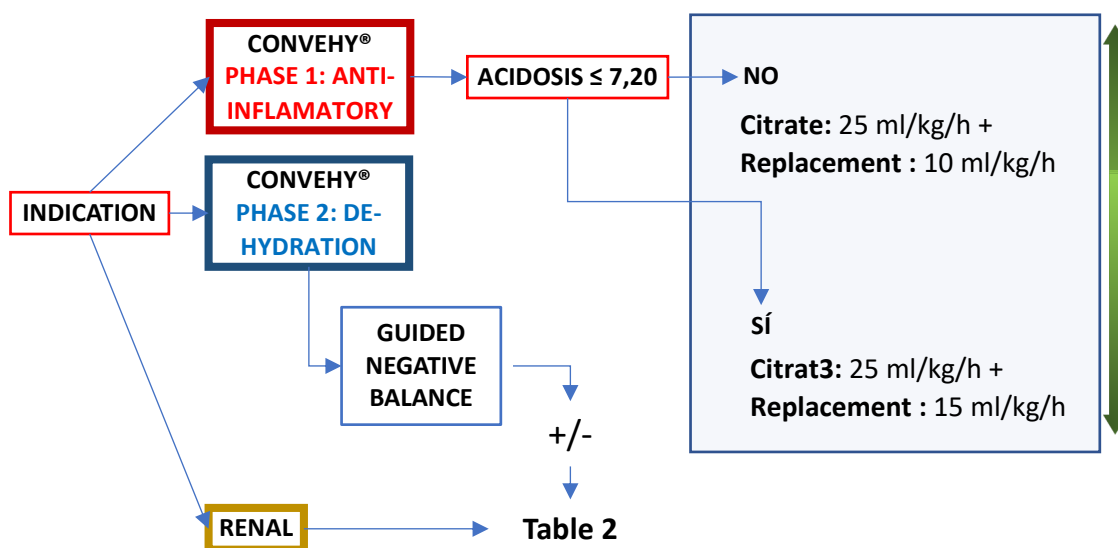 CONVEHY®
PHASE 1: ANTI-
INFLAMATORY
ACIDOSIS ≤ 7,20
NO
Citrate: 25 ml/kg/h +
Replacement : 10 ml/kg/h
CONVEHY®
PHASE 2: DE-
HYDRATION
INDICATION
GUIDED
NEGATIVE
BALANCE
SÍ
Citrat3: 25 ml/kg/h +
Replacement : 15 ml/kg/h
+/-
RENAL
Table 2